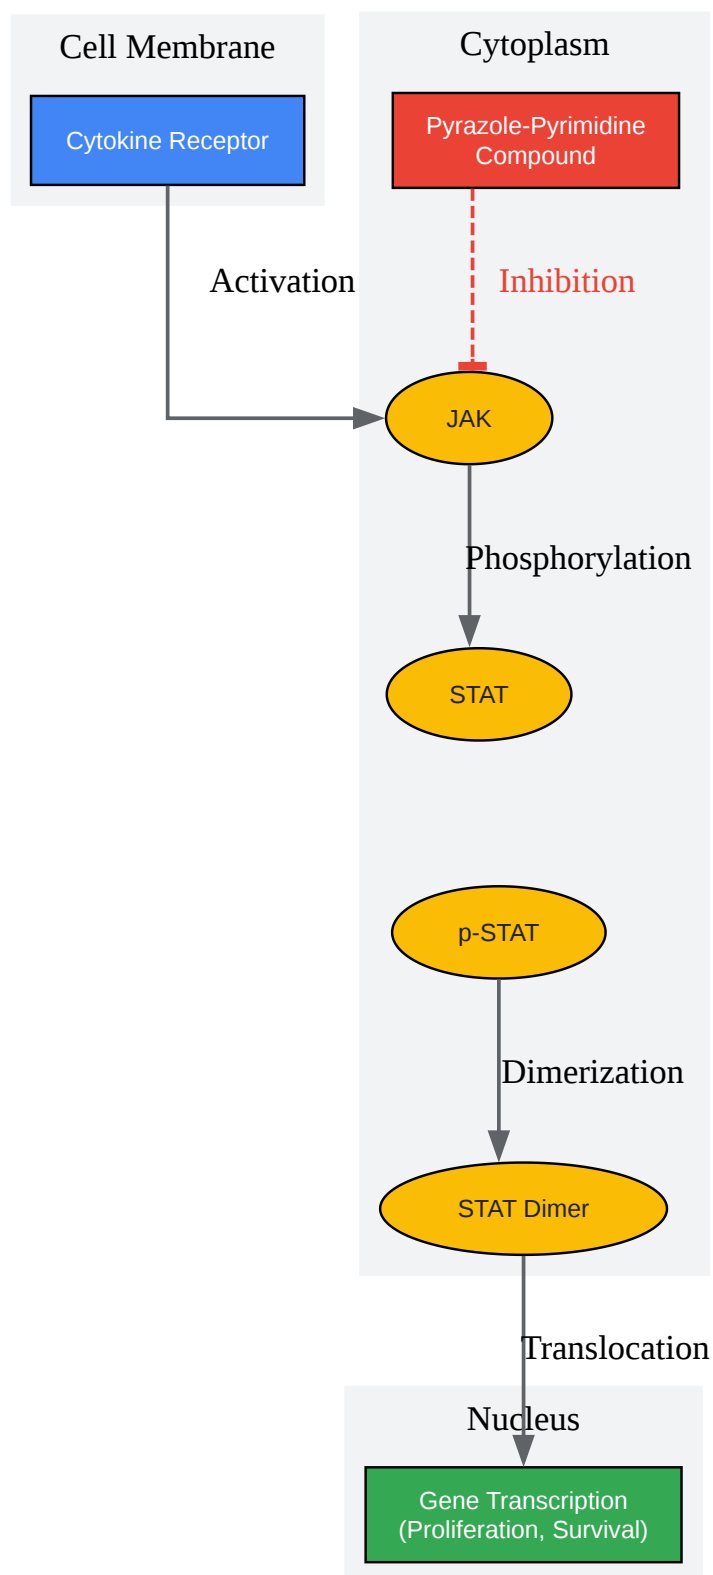 Cell Membrane
Cytokine Receptor
Cytoplasm
Pyrazole-Pyrimidine
Compound
Activation
Inhibition
JAK
Phosphorylation
STAT
p-STAT
Dimerization
STAT Dimer
Translocation
Nucleus
Gene Transcription
(Proliferation, Survival)